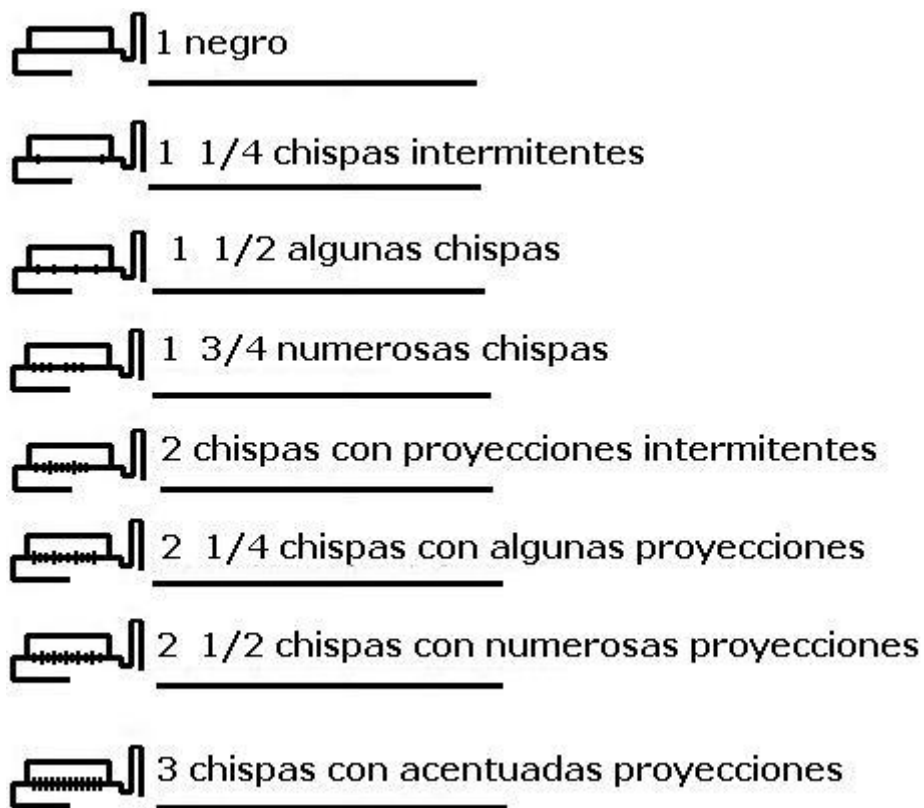 1 negro
1 1/4 chispas intermitentes
1 1/2 algunas chispas
1 3/4 numerosas chispas
2 chispas con proyecciones intermitentes
2 1/4 chispas con algunas proyecciones
2 1/2 chispas con numerosas proyecciones
3 chispas con acentuadas proyecciones